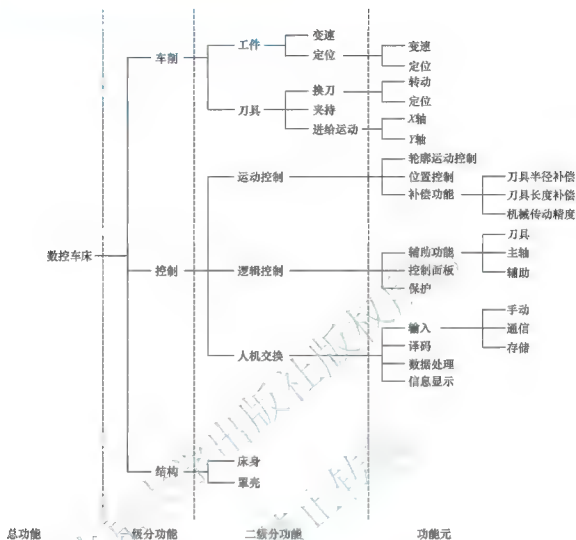 数控车床
车削
工件
变速
定位
变速
定位
刀具
换刀
转动
定位
夹持
进给运动
X轴
Y轴
控制
运动控制
轮廓运动控制
位置控制
补偿功能
刀具半径补偿
刀具长度补偿
机械传动精度
逻辑控制
辅助功能
刀具
主轴
辅助
控制面板
保护
人机交换
输入
手动
通信
存储
译码
数据处理
信息显示
结构
床身
罩壳
总功能
级分功能
二级分功能
功能元